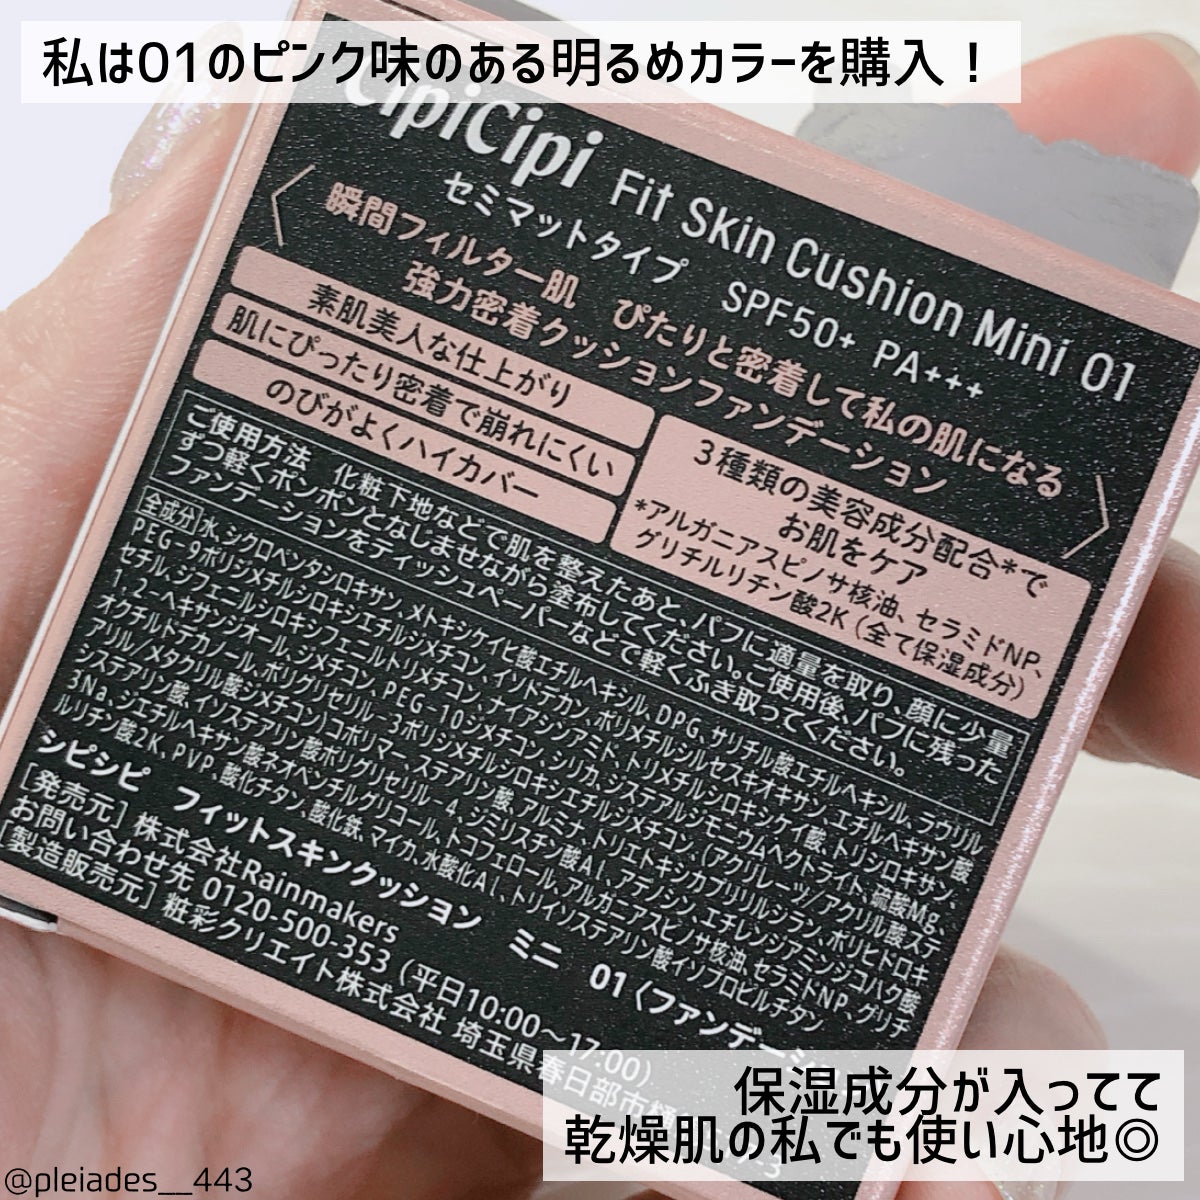 私は01のピンク味のある明るめカラーを購入！
CipiCipi Fit Skin Cushion Mini 01
セミマットタイプ SPF50+ PA+++
瞬間フィルター肌 ぴたりと密着して私の肌になる
強力密着クッションファンデーション
素肌美人な仕上がり
肌にぴったり密着で崩れにくい
のびがよくハイカバー
3種類の美容成分配合*で
お肌をケア
*アルガニアスピノサ核油、セラミドNP、
グリチルリチン酸2K（全て保湿成分）
ご使用方法 化粧下地などで肌を整えたあと、パフに適量を取り、顔に少量
ずつ軽くポンポンとなじませながら塗布してください。ご使用後、パフに残った
ファンデーションをティッシュペーパーなどで軽くふき取ってください。
全成分 水、シクロペンタシロキサン、メトキシケイヒ酸エチルヘキシル、DPG、サリチル酸エチルヘキシル、ラウリル
PEG-9ポリジメチルシロキシエチルジメチコン、イソドデカン、ポリメチルシルセスキオキサン、エチルヘキサン酸
セチル、ジフェニルシロキシフェニルトリメチコン、ナイアシンアミド、トリメチルシロキシケイ酸、トリシロキサン、
1,2-ヘキサンジオール、ジメチコン、PEG-10ジメチコン、シリカ、ジステアルジモニウムヘクトライト、硫酸Mg、
オクチルドデカノール、ポリグリセリル-3ポリジメチルシロキシエチルジメチコン、(アクリレーツ/アクリル酸ステ
アリル/メタクリル酸ジメチコン)コポリマー、ステアリン酸、アルミナ、トリエトキシカプリリルシラン、ポリヒドロキ
システアリン酸、イソステアリン酸ポリグリセリル-4、ジミリスチン酸Al、アデノシン、エチレンジアミンジコハク酸
3Na、ジエチルヘキサン酸ネオペンチルグリコール、トコフェロール、アルガニアスピノサ核油、セラミドNP、グリチ
ルリチン酸2K、PVP、酸化チタン、酸化鉄、マイカ、水酸化Al、トリイソステアリン酸イソプロピルチタン
シピシピ フィットスキンクッション ミニ 01〈ファンデーシ
[発売元] 株式会社Rainmakers
お問い合わせ先 0120-500-353（平日10:00〜17:00）
[製造販売元] 粧彩クリエイト株式会社 埼玉県春日部市
保湿成分が入ってて
乾燥肌の私でも使い心地◎
@pleiades__443